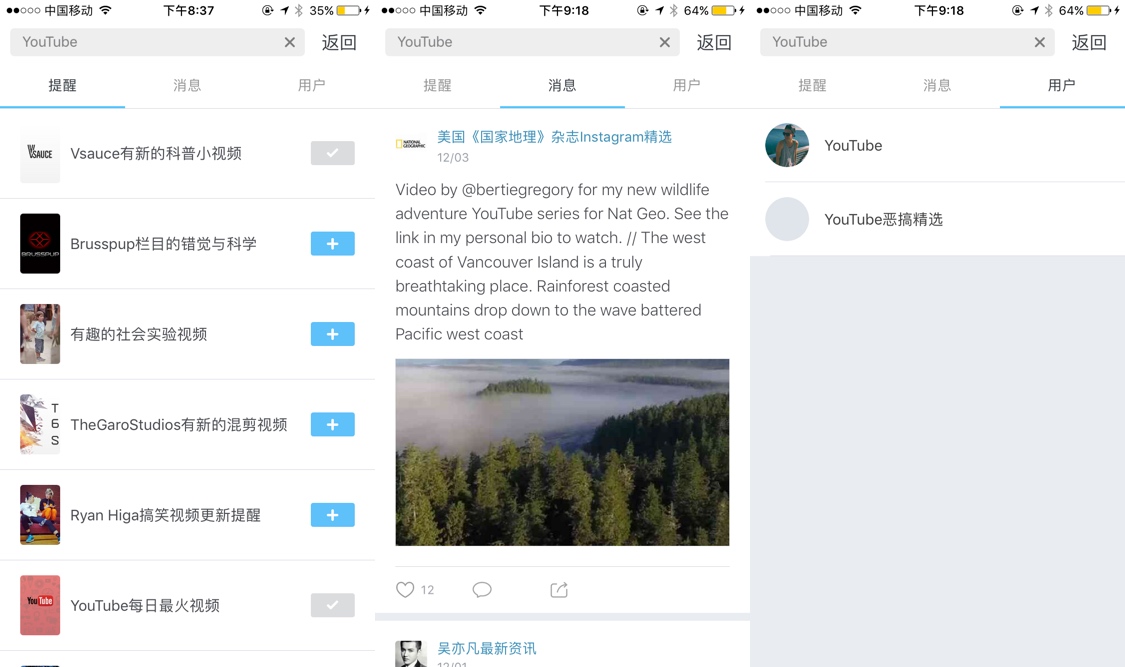 中国移动 下午8:37 35%
YouTube 返回
提醒 消息 用户
VSAUCE
Vsauce有新的科普小视频
BRUSSPUP
Brusspup栏目的错觉与科学
有趣的社会实验视频
T
G
S
TheGaroStudios有新的混剪视频
Ryan Higa搞笑视频更新提醒
YouTube
YouTube每日最火视频
中国移动 下午9:18 64%
YouTube 返回
提醒 消息 用户
NATIONAL
GEOGRAPHIC
美国《国家地理》杂志Instagram精选
12/03
Video by @bertiegregory for my new wildlife
adventure YouTube series for Nat Geo. See the
link in my personal bio to watch. // The west
coast of Vancouver Island is a truly
breathtaking place. Rainforest coasted
mountains drop down to the wave battered
Pacific west coast
12
吴亦凡最新资讯
12/01
中国移动 下午9:18 64%
YouTube 返回
提醒 消息 用户
YouTube
YouTube恶搞精选